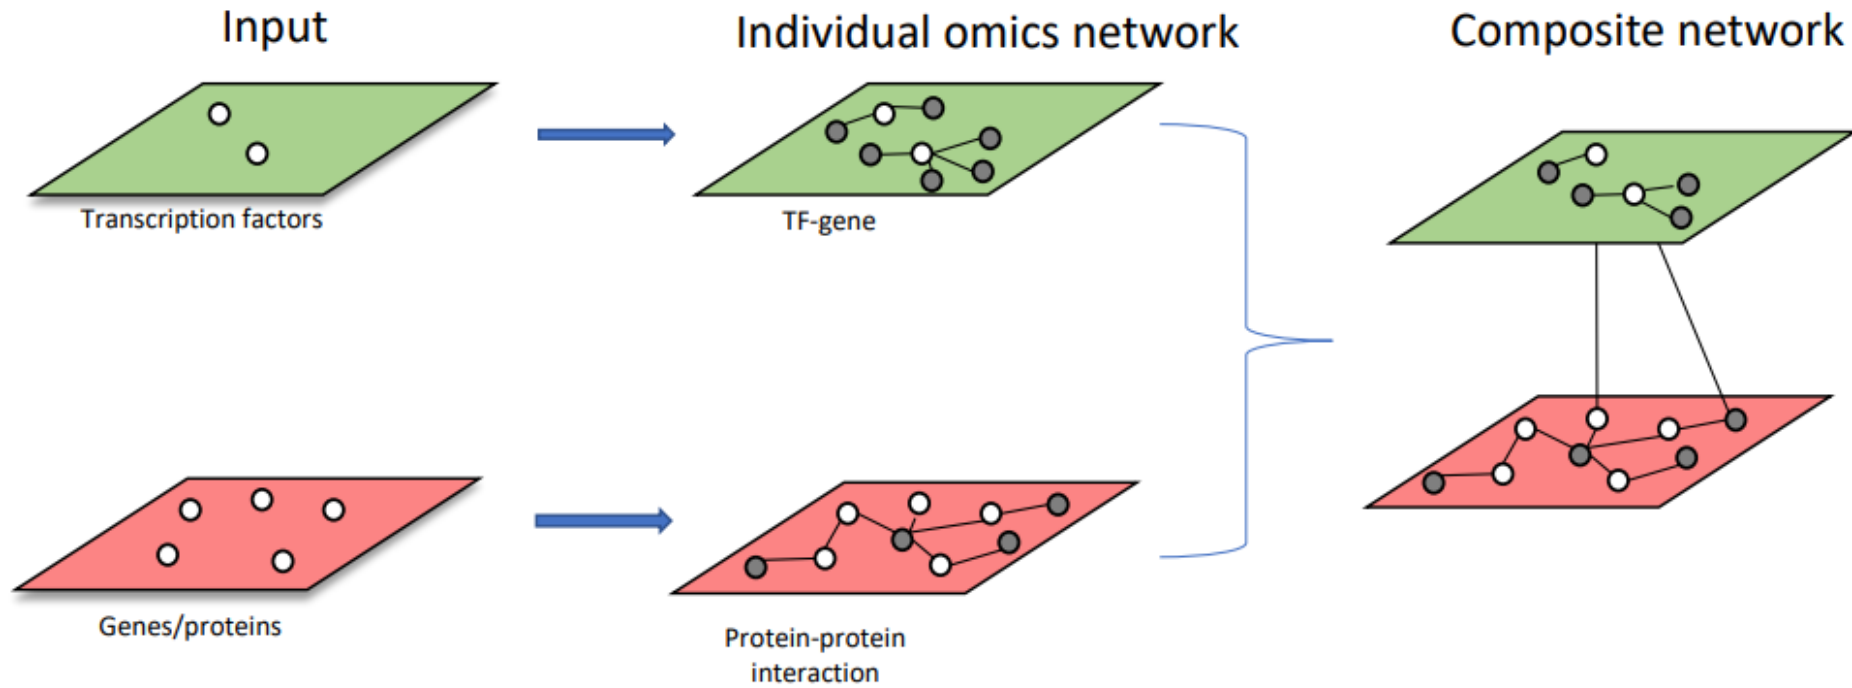 Input
Individual omics network
Composite network
Transcription factors
TF-gene
Genes/proteins
Protein-protein
interaction